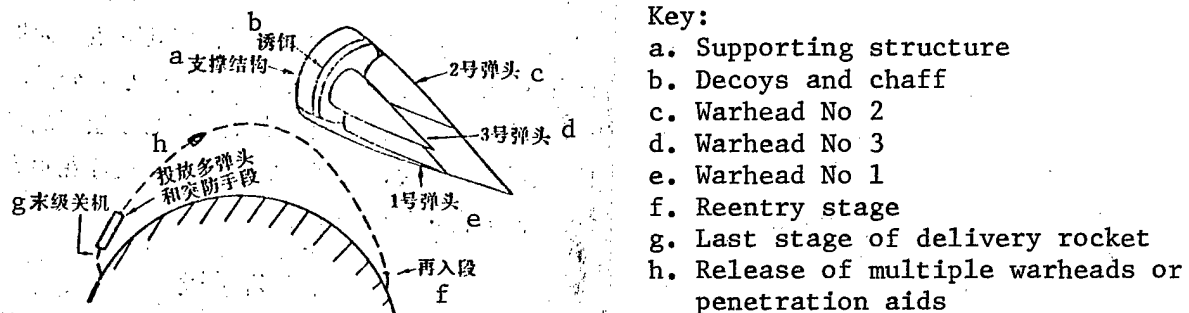 b
诱饵
a 支撑结构
2号弹头 c
3号弹头 d
1号弹头
e
h
投放多弹头
和突防手段
g 末级关机
再入段
f
Key:
a. Supporting structure
b. Decoys and chaff
c. Warhead No 2
d. Warhead No 3
e. Warhead No 1
f. Reentry stage
g. Last stage of delivery rocket
h. Release of multiple warheads or
penetration aids